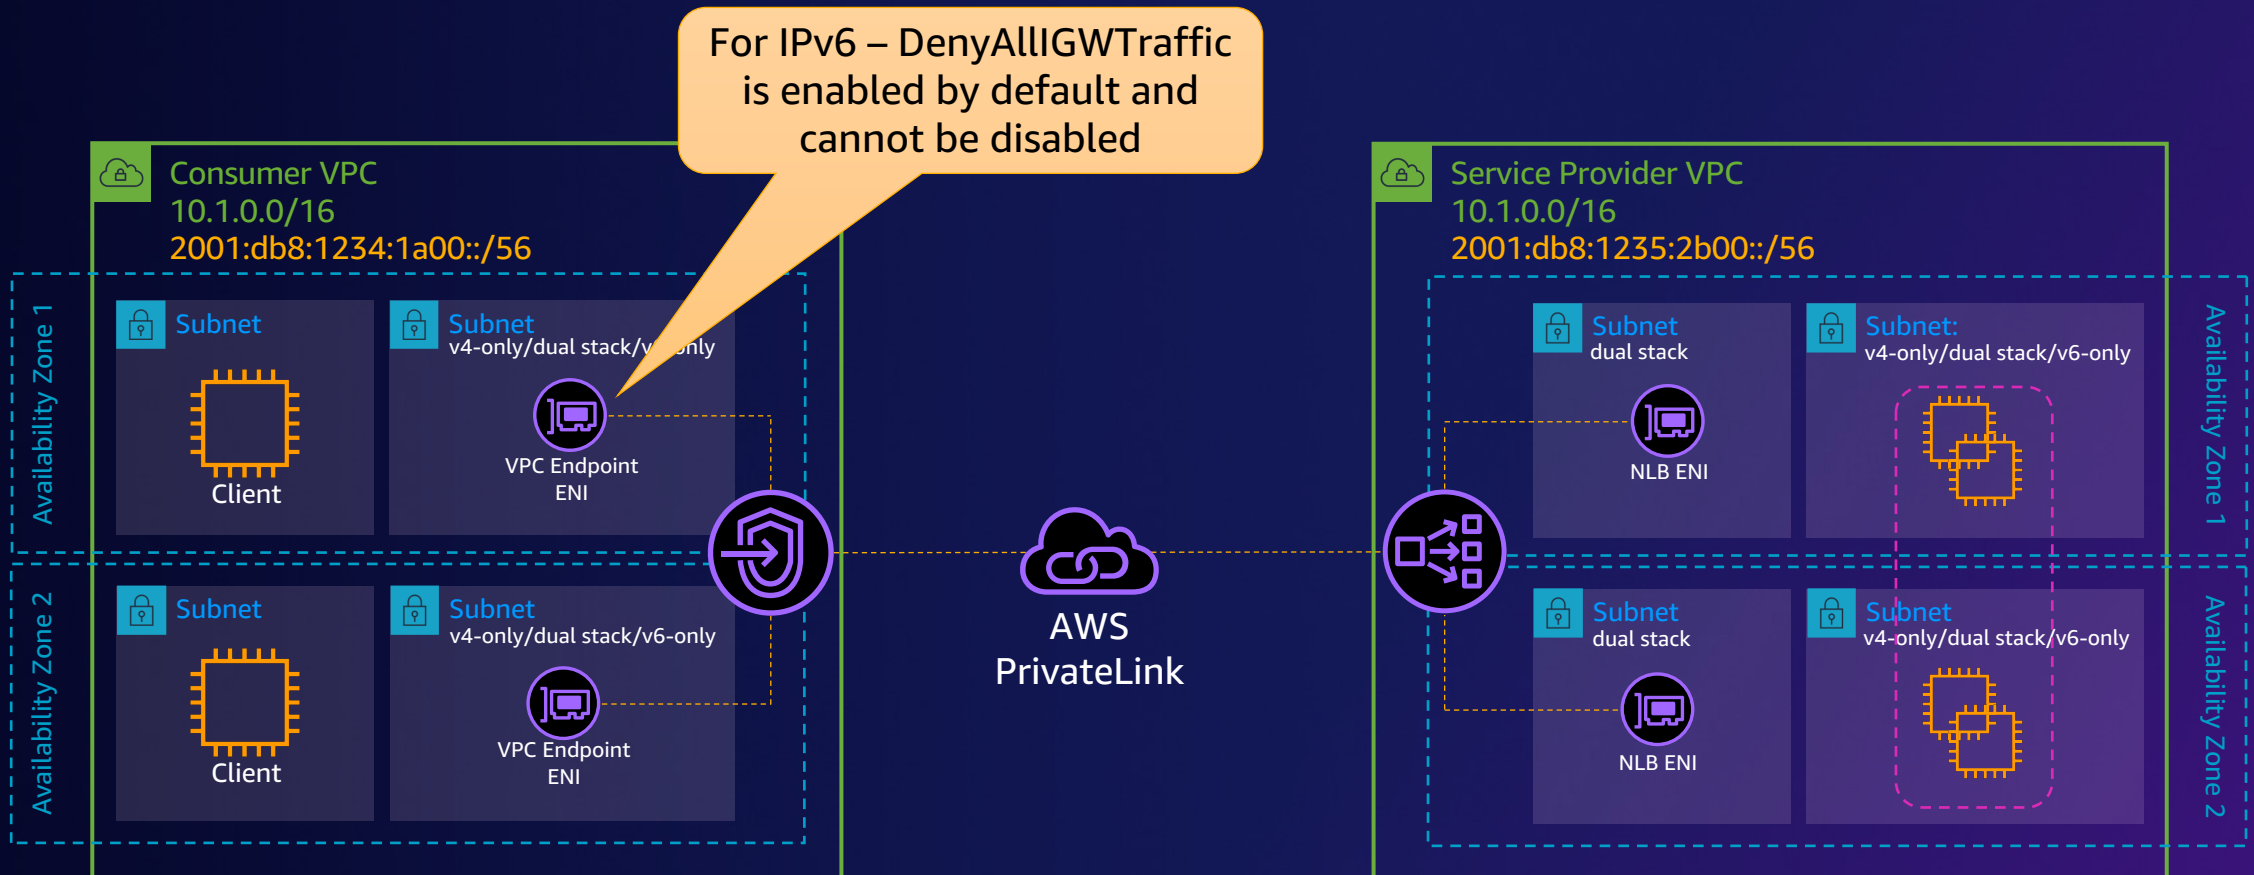 For IPv6 – DenyAllIGWTraffic
is enabled by default and
cannot be disabled
Consumer VPC
10.1.0.0/16
2001:db8:1234:1a00::/56
Availability Zone 1
Subnet
Client
Subnet
v4-only/dual stack/v only
VPC Endpoint
ENI
Availability Zone 2
Subnet
Client
Subnet
v4-only/dual stack/v6-only
VPC Endpoint
ENI
AWS
PrivateLink
Service Provider VPC
10.1.0.0/16
2001:db8:1235:2b00::/56
Subnet
dual stack
NLB ENI
Subnet:
v4-only/dual stack/v6-only
Availability Zone 1
Subnet
dual stack
NLB ENI
Subnet
v4-only/dual stack/v6-only
Availability Zone 2